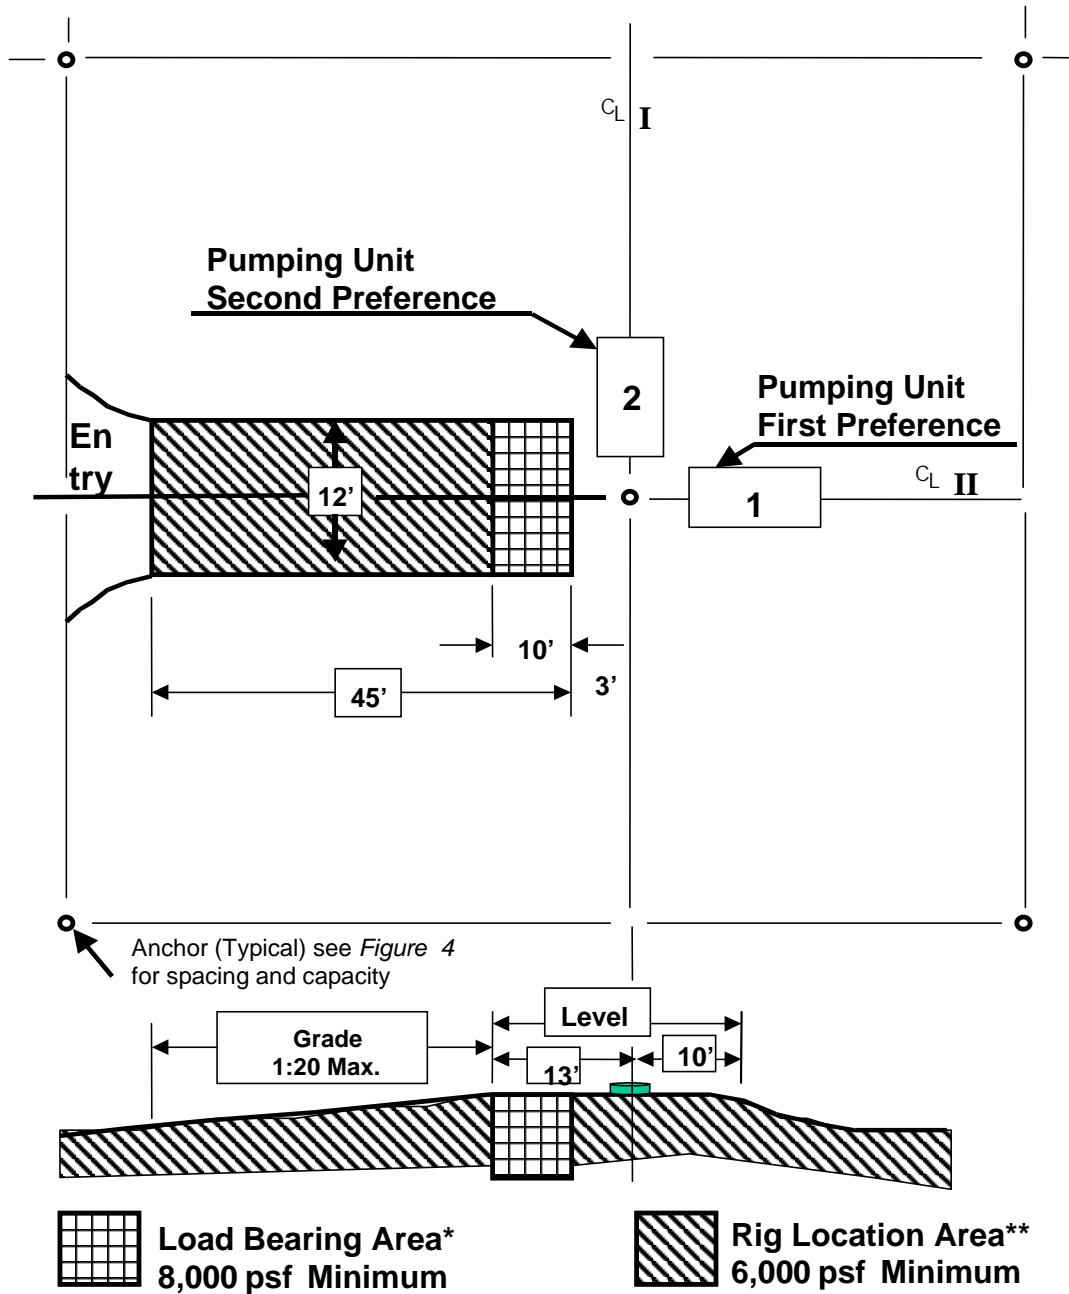 CL I
Pumping Unit
Second Preference
2
Pumping Unit
First Preference
En
try
12’
1
CL II
10’
3’
45’
Anchor (Typical) see Figure 4
for spacing and capacity
Level
Grade
1:20 Max.
13’
10’
Load Bearing Area*
8,000 psf Minimum
Rig Location Area**
6,000 psf Minimum